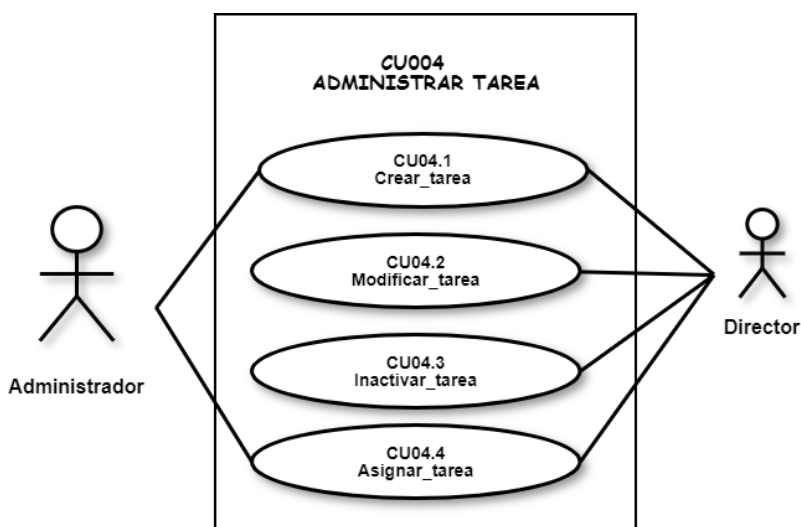 CU004
ADMINISTRAR TAREA
CU04.1
Crear_tarea
CU04.2
Modificar_tarea
CU04.3
Inactivar_tarea
CU04.4
Asignar_tarea
Administrador
Director